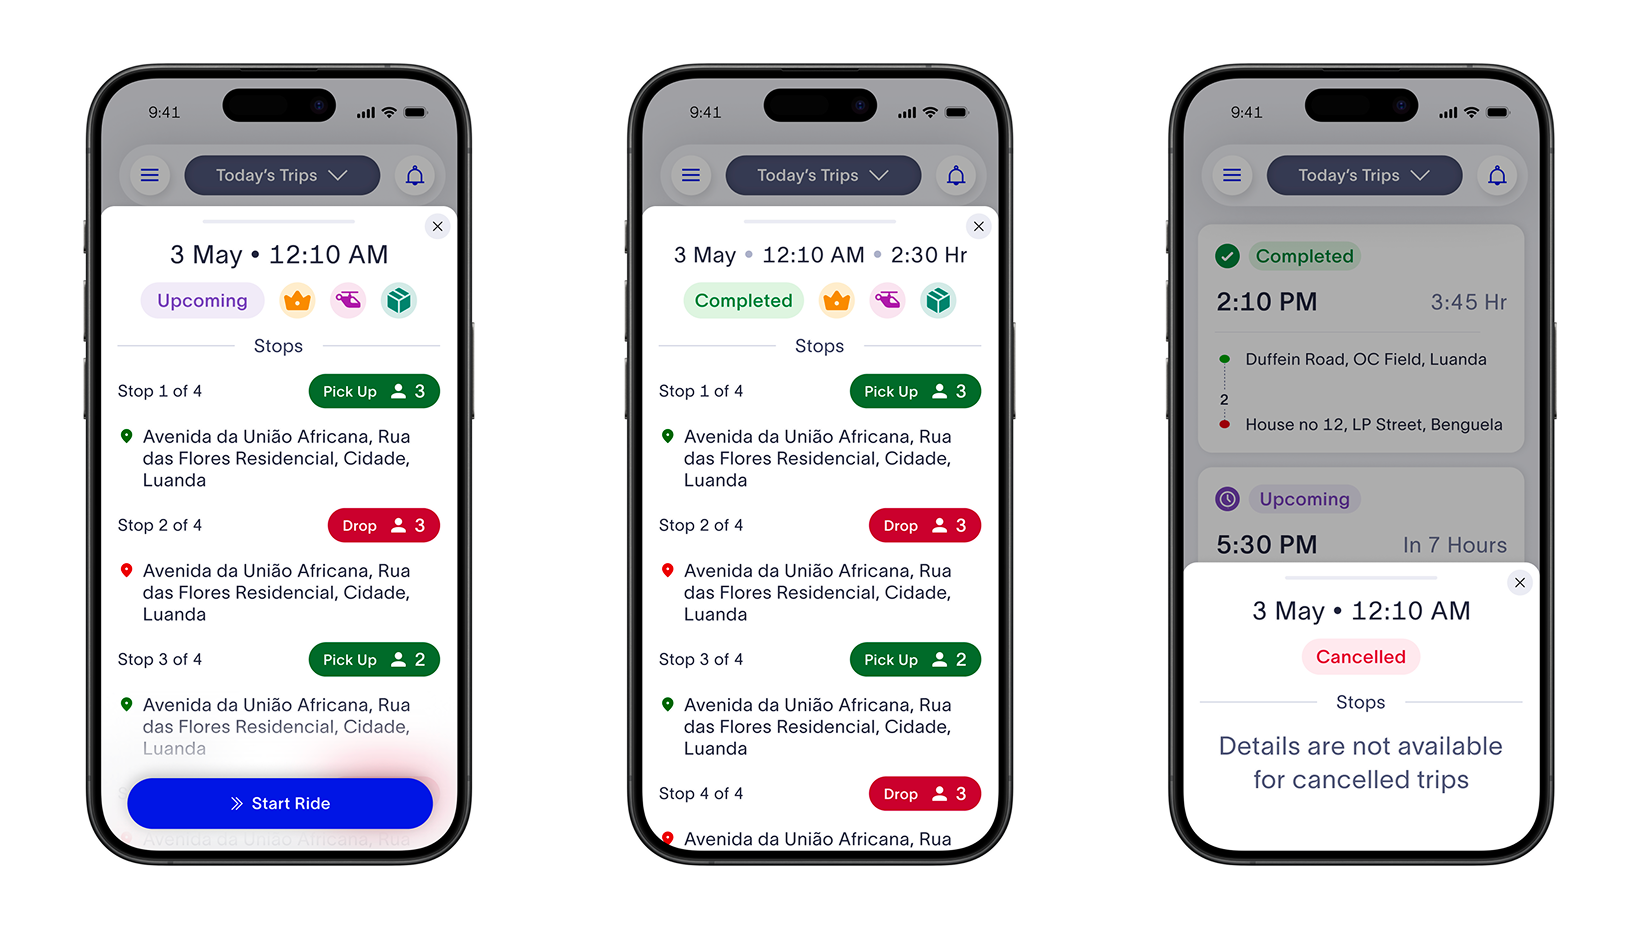 9:41
Today's Trips
3 May • 12:10 AM
Upcoming
Stops
Stop 1 of 4
Pick Up 3
Avenida da União Africana, Rua
das Flores Residencial, Cidade,
Luanda
Stop 2 of 4
Drop 3
Avenida da União Africana, Rua
das Flores Residencial, Cidade,
Luanda
Stop 3 of 4
Pick Up 2
Avenida da União Africana, Rua
das Flores Residencial, Cidade,
Luanda
Start Ride
Avenida da União Africana, Rua
9:41
Today's Trips
3 May • 12:10 AM • 2:30 Hr
Completed
Stops
Stop 1 of 4
Pick Up 3
Avenida da União Africana, Rua
das Flores Residencial, Cidade,
Luanda
Stop 2 of 4
Drop 3
Avenida da União Africana, Rua
das Flores Residencial, Cidade,
Luanda
Stop 3 of 4
Pick Up 2
Avenida da União Africana, Rua
das Flores Residencial, Cidade,
Luanda
Stop 4 of 4
Drop 3
Avenida da União Africana, Rua
9:41
Today's Trips
Completed
2:10 PM 3:45 Hr
Duffein Road, OC Field, Luanda
2
House no 12, LP Street, Benguela
Upcoming
5:30 PM In 7 Hours
3 May • 12:10 AM
Cancelled
Stops
Details are not available
for cancelled trips